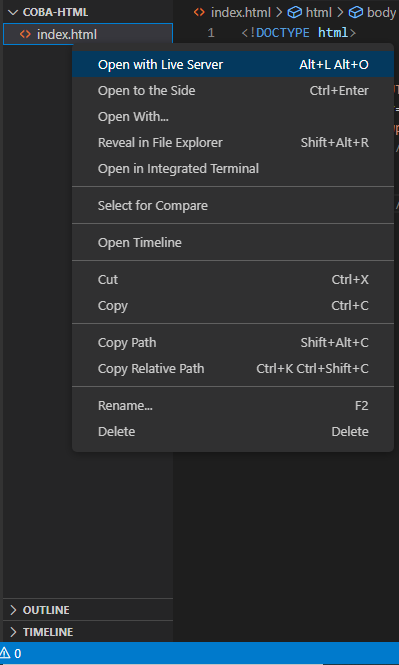 COBA-HTML
index.html
index.html > html > body
1 <!DOCTYPE html>
Open with Live Server Alt+L Alt+O
Open to the Side Ctrl+Enter
Open With...
Reveal in File Explorer Shift+Alt+R
Open in Integrated Terminal
Select for Compare
Open Timeline
Cut Ctrl+X
Copy Ctrl+C
Copy Path Shift+Alt+C
Copy Relative Path Ctrl+K Ctrl+Shift+C
Rename... F2
Delete Delete
OUTLINE
TIMELINE
0